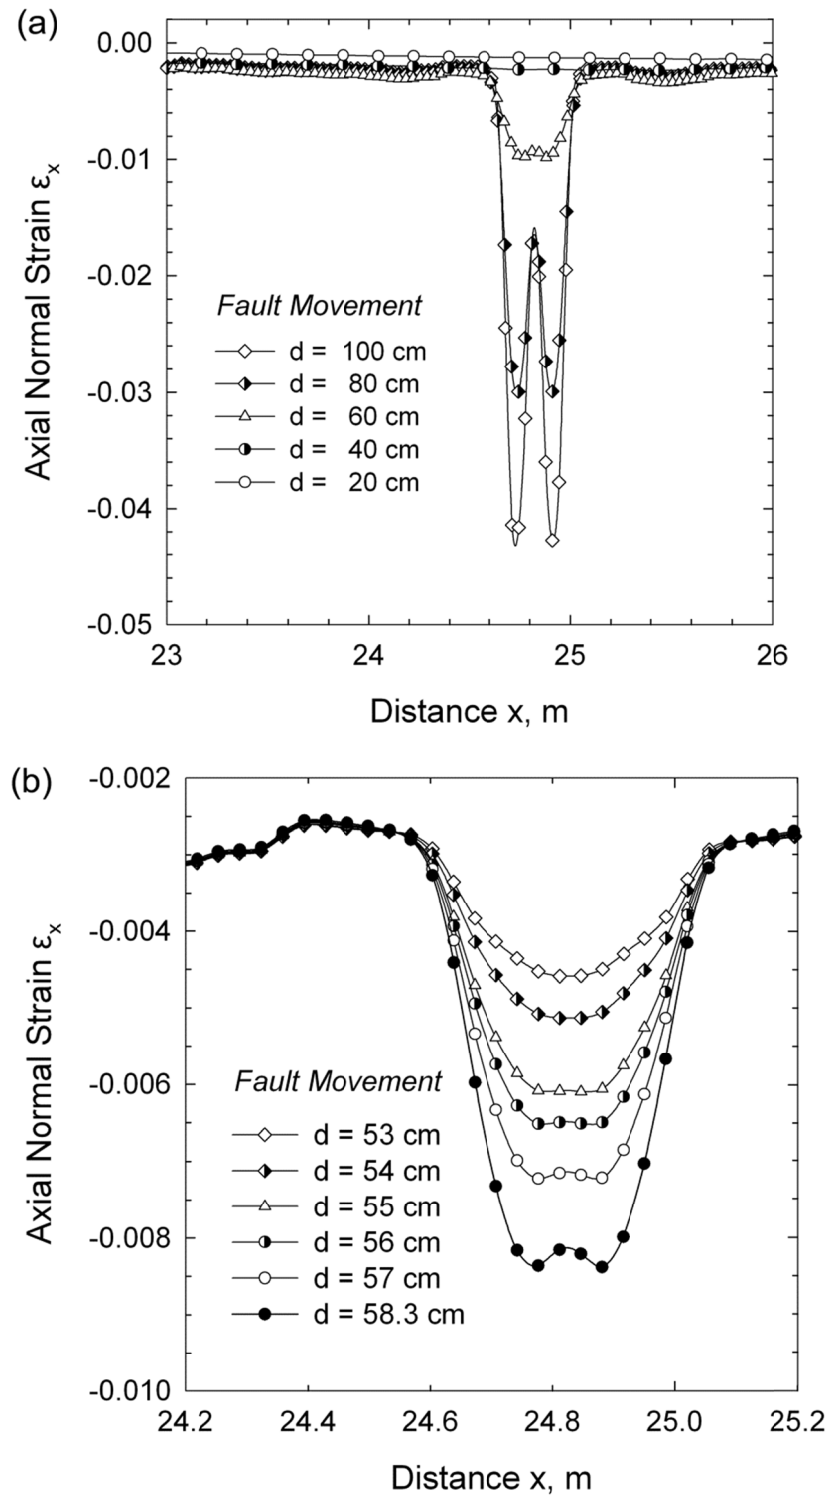 (a)
0.00
-0.01
-0.02
-0.03
-0.04
-0.05
Axial Normal Strain εx
Fault Movement
d = 100 cm
d = 80 cm
d = 60 cm
d = 40 cm
d = 20 cm
23 24 25 26
Distance x, m
(b)
-0.002
-0.004
-0.006
-0.008
-0.010
Axial Normal Strain εx
Fault Movement
d = 53 cm
d = 54 cm
d = 55 cm
d = 56 cm
d = 57 cm
d = 58.3 cm
24.2 24.4 24.6 24.8 25.0 25.2
Distance x, m